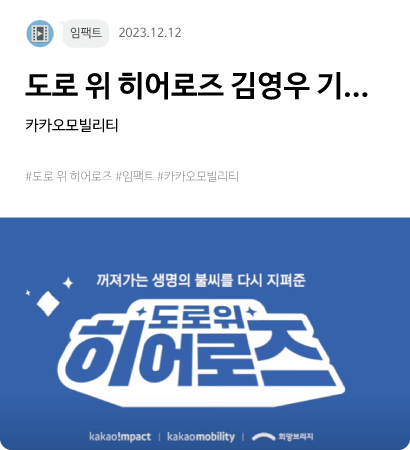 임팩트 2023.12.12
도로 위 히어로즈 김영우 기...
카카오모빌리티
#도로 위 히어로즈 #임팩트 #카카오모빌리티
꺼져가는 생명의 불씨를 다시 지펴준
도로위
히어로즈
kakao!mpact | kakaomobility | 희망브리지